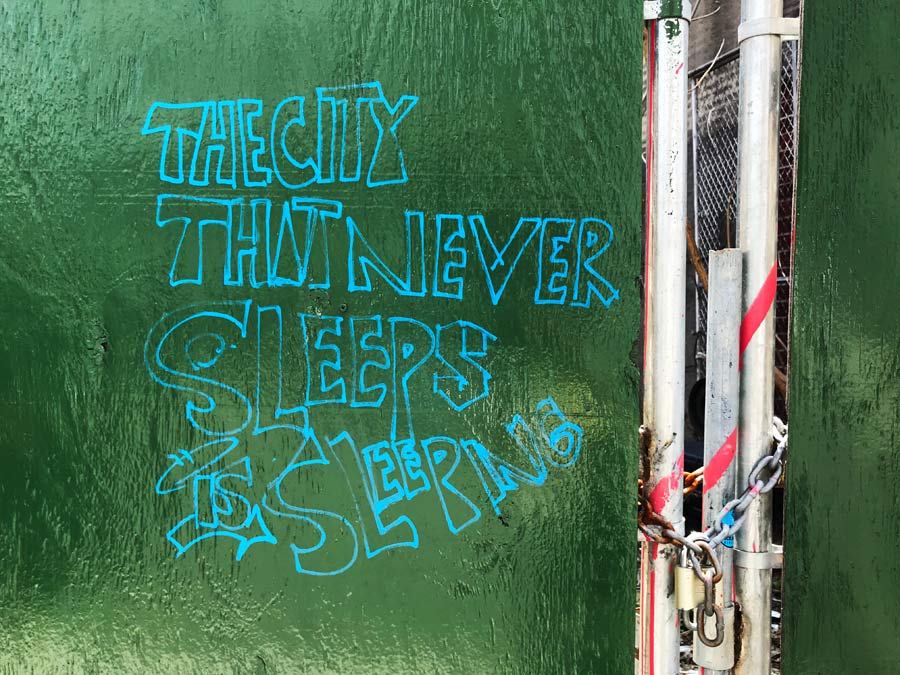 THE CITY
THAT NEVER
SLEEPS
IS SLEEPING